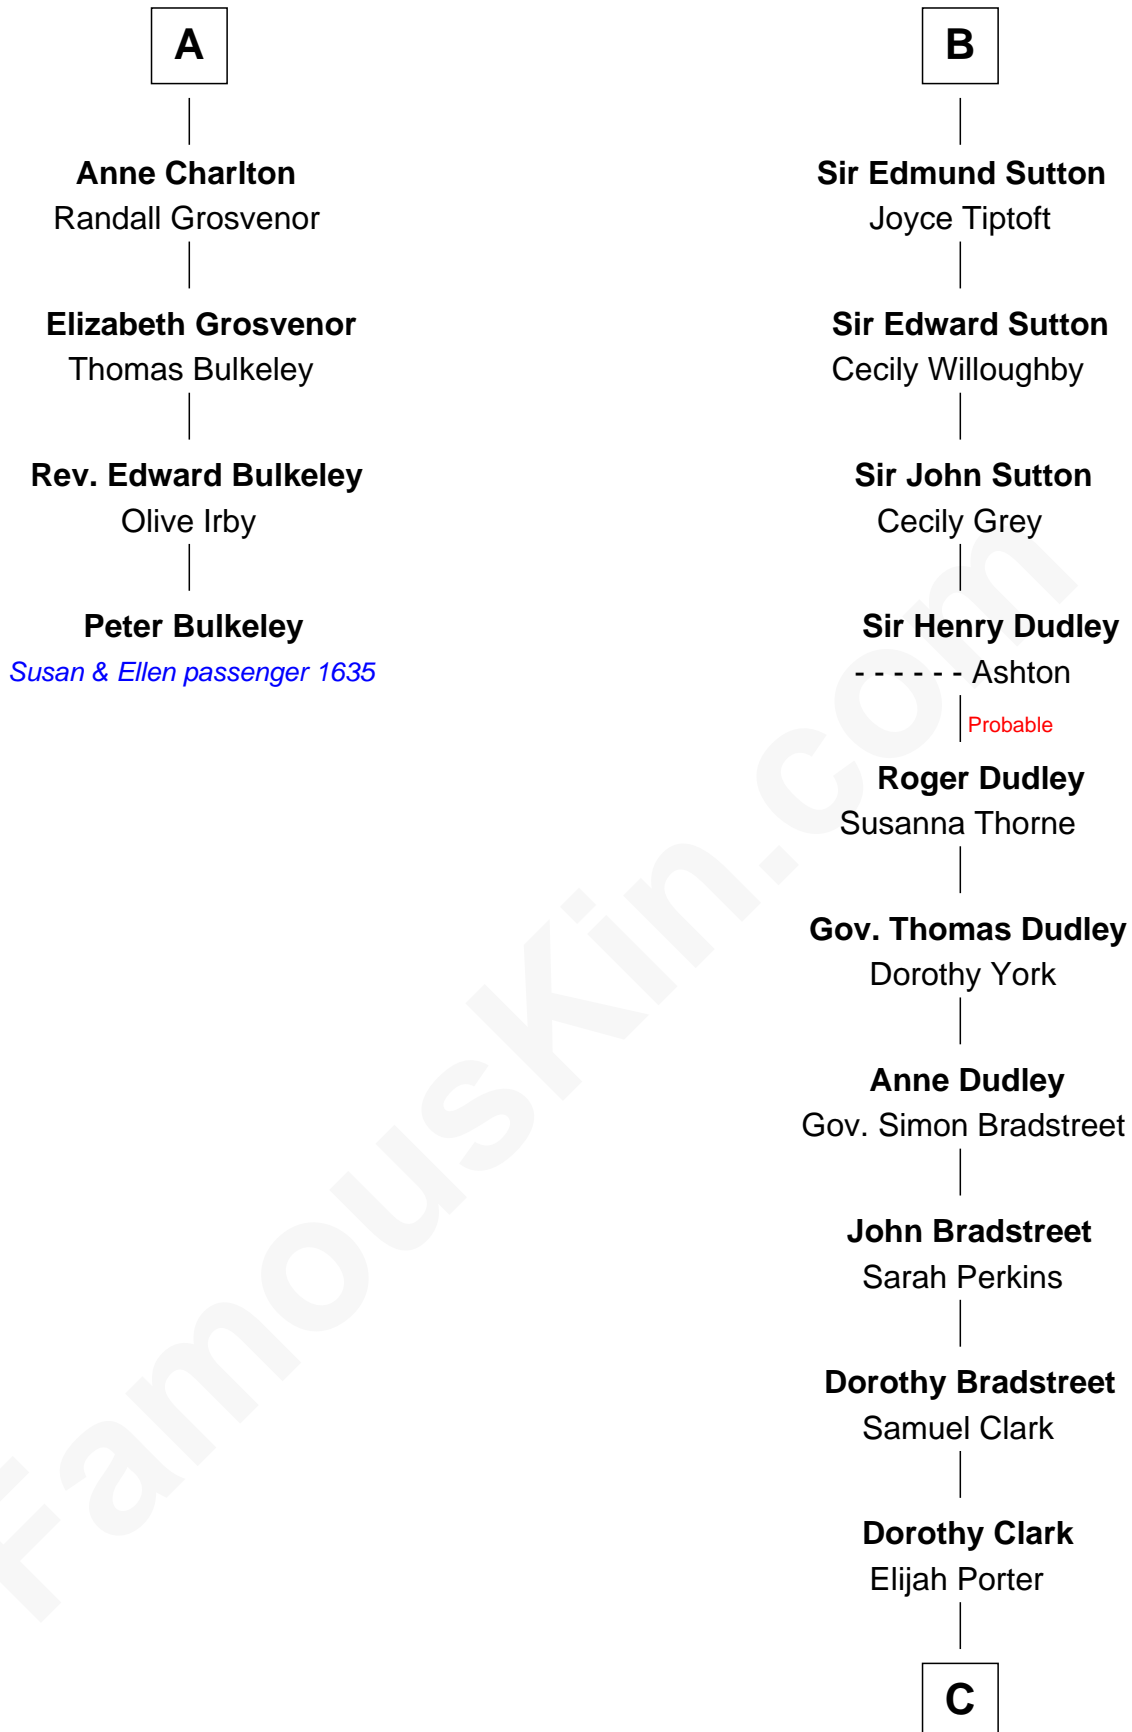 A
Anne Charlton
Randall Grosvenor
Elizabeth Grosvenor
Thomas Bulkeley
Rev. Edward Bulkeley
Olive Irby
Peter Bulkeley
Susan & Ellen passenger 1635
B
Sir Edmund Sutton
Joyce Tiptoft
Sir Edward Sutton
Cecily Willoughby
Sir John Sutton
Cecily Grey
Sir Henry Dudley
- - - - - - Ashton
Probable
Roger Dudley
Susanna Thorne
Gov. Thomas Dudley
Dorothy York
Anne Dudley
Gov. Simon Bradstreet
John Bradstreet
Sarah Perkins
Dorothy Bradstreet
Samuel Clark
Dorothy Clark
Elijah Porter
C
FamousKin.com